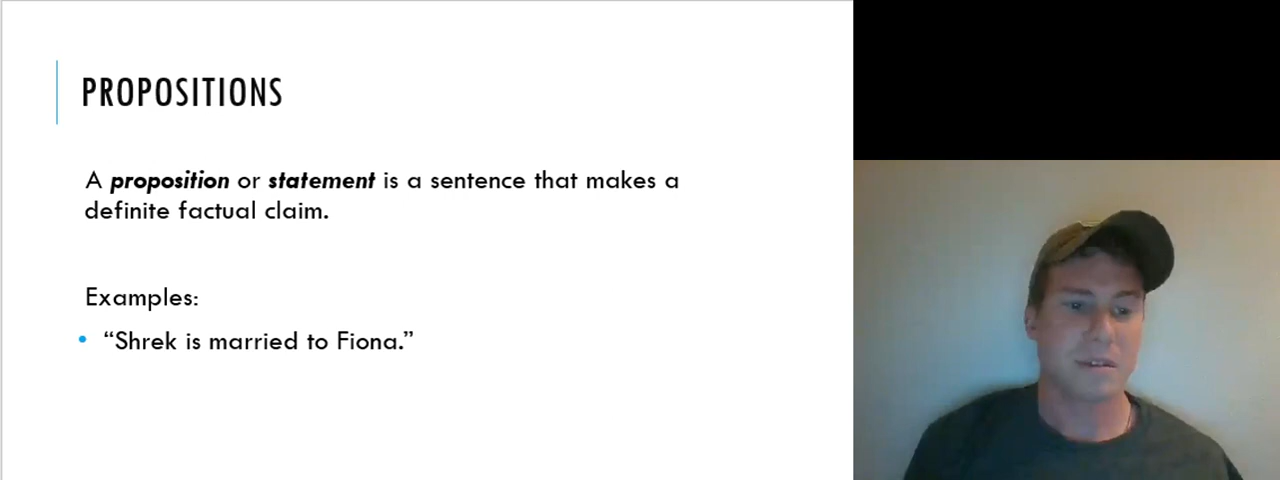 PROPOSITIONS
A proposition or statement is a sentence that makes a
definite factual claim.
Examples:
• “Shrek is married to Fiona.”